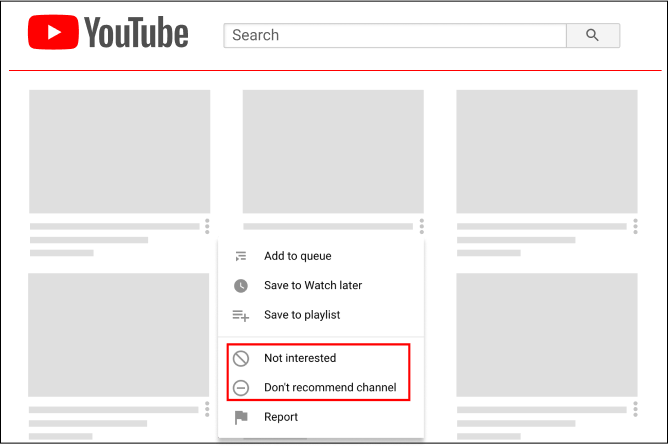 YouTube
Search
Add to queue
Save to Watch later
Save to playlist
Not interested
Don't recommend channel
Report